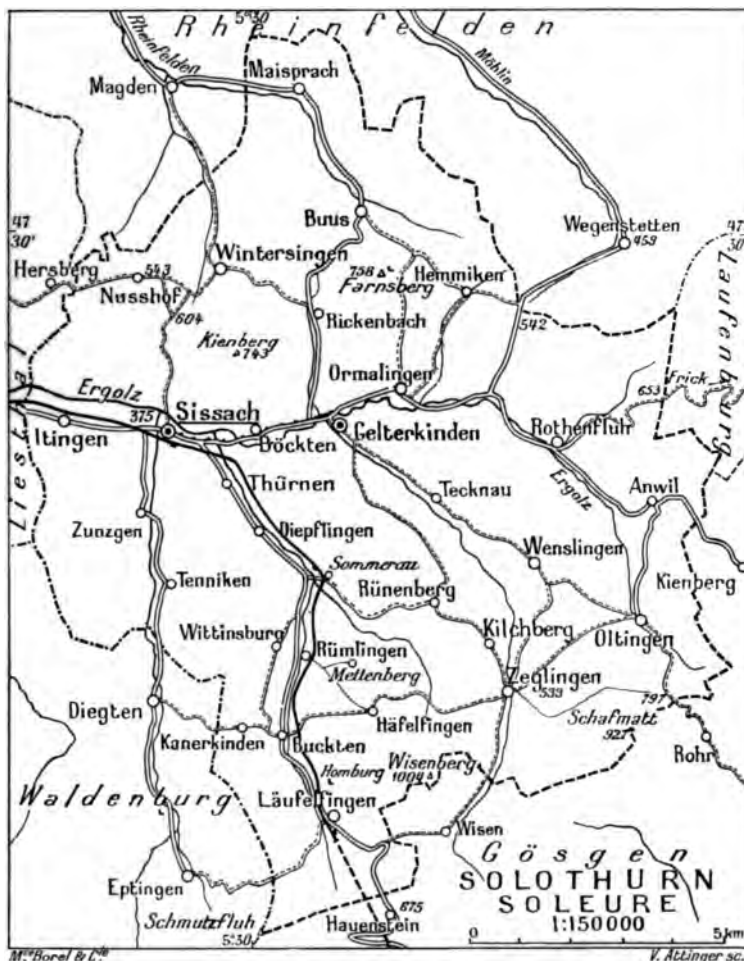 Rheinfelden
5°30
Rheinfelden
Möhlin
Maisprach
Magden
47
30'
Buus
Wegenstetten
453
47
30'
Wintersingen
758
Farnsberg
Hemmiken
Hersberg
543
Nusshof
604
542
Laufenburg
Rickenbach
Kienberg
743
Ormalingen
Frick
653
Ergolz
375
Sissach
Itingen
Böckten
Gelterkinden
Rothenfluh
Liestal
Thürnen
Tecknau
Ergolz
Anwil
Zunzgen
Diepflingen
Wenslingen
Tenniken
Sommerau
Rünenberg
Kienberg
Wittinsburg
Kilchberg
Oltingen
Rümlingen
Mettenberg
Zeglingen
533
797
Diegten
Schafmatt
927
Häfelfingen
Kanerkinden
Buckten
Rohr
Homburg
Wisenberg
1004
Waldenburg
Läufelfingen
Wisen
Gösgen
Eptingen
SOLOTHURN
SOLEURE
1:150000
675
Schmutzfluh
Hauenstein
5°30
0
5 km
Mce Borel & Cie
V. Attinger sc.